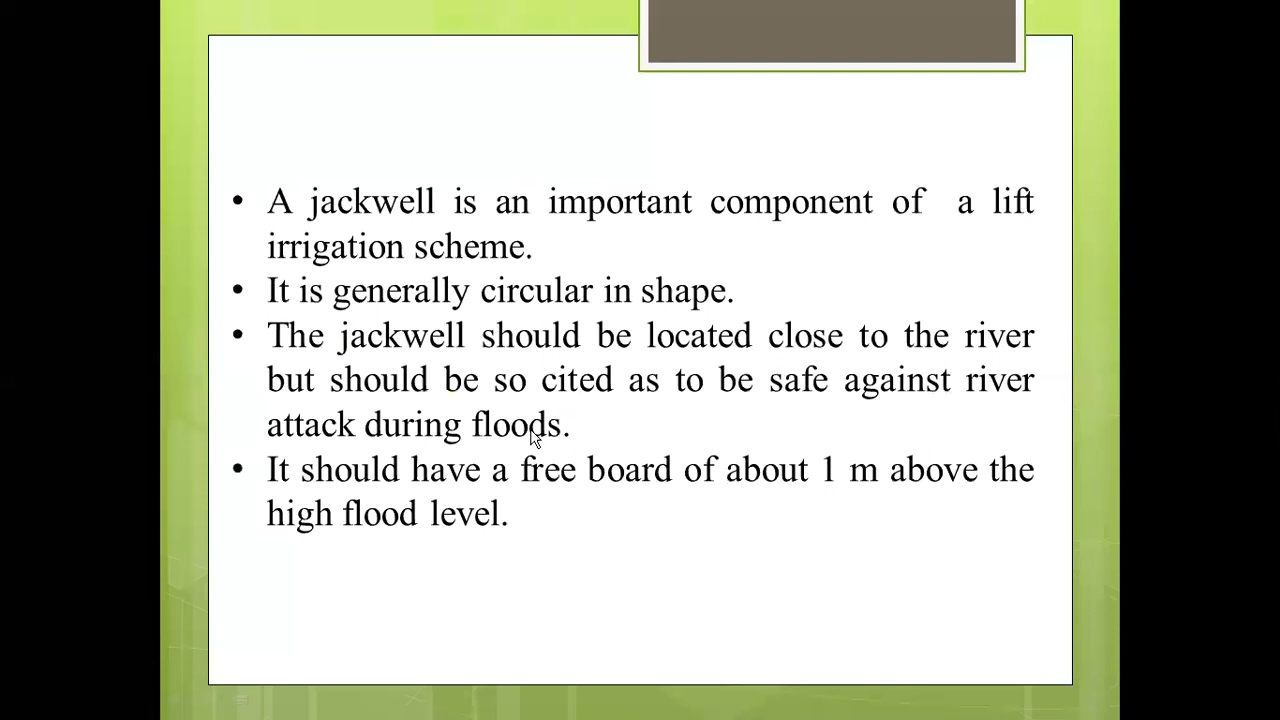 • A jackwell is an important component of a lift
irrigation scheme.
• It is generally circular in shape.
• The jackwell should be located close to the river
but should be so cited as to be safe against river
attack during floods.
• It should have a free board of about 1 m above the
high flood level.